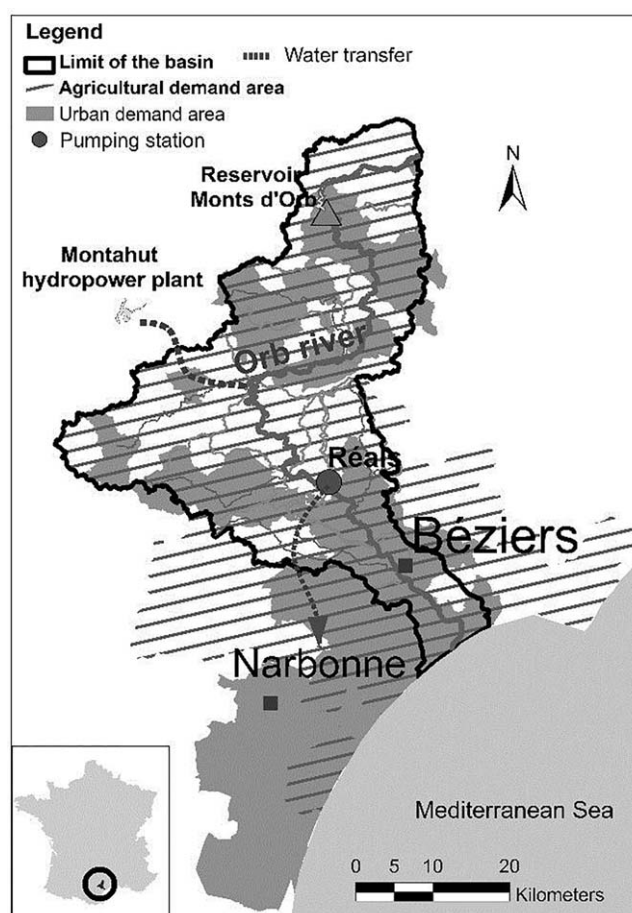 Legend
Limit of the basin
Water transfer
Agricultural demand area
Urban demand area
Pumping station
N
Reservoir
Monts d'Orb
Montahut
hydropower plant
Orb river
Réals
Béziers
Narbonne
Mediterranean Sea
0 5 10 20
Kilometers